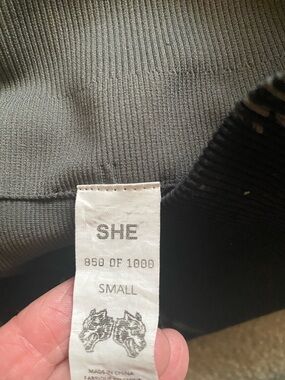 SHE
850 OF 1000
SMALL
MADE IN CHINA